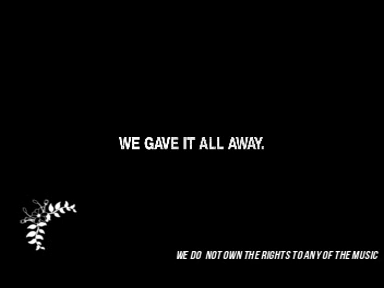 WE GAVE IT ALL AWAY.
WE DO NOT OWN THE RIGHTS TO ANY OF THE MUSIC